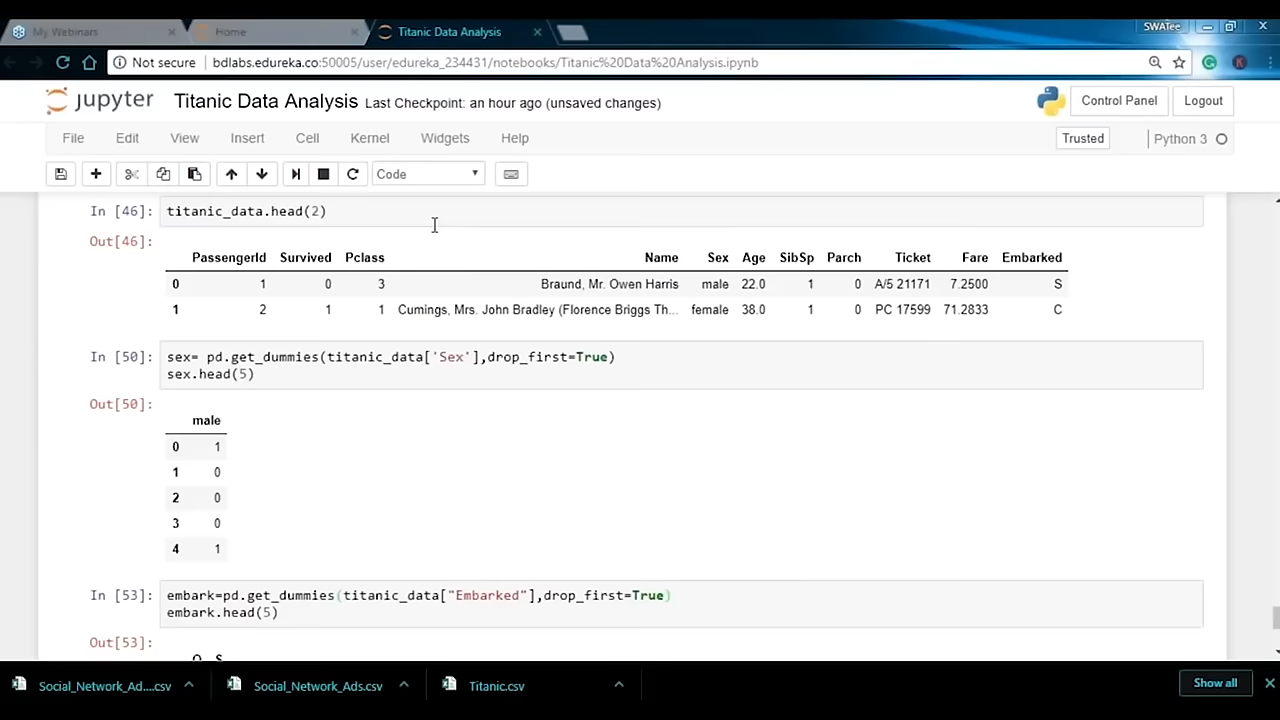 My Webinars
Home
Titanic Data Analysis
SWATee
Not secure
bdlabs.edureka.co:50005/user/edureka_234431/notebooks/Titanic%20Data%20Analysis.ipynb
K
jupyter Titanic Data Analysis Last Checkpoint: an hour ago (unsaved changes)
Control Panel
Logout
File Edit View Insert Cell Kernel Widgets Help
Trusted
Python 3
Code
In [46]: titanic_data.head(2)
Out[46]:
PassengerId Survived Pclass Name Sex Age SibSp Parch Ticket Fare Embarked
0 1 0 3 Braund, Mr. Owen Harris male 22.0 1 0 A/5 21171 7.2500 S
1 2 1 1 Cumings, Mrs. John Bradley (Florence Briggs Th... female 38.0 1 0 PC 17599 71.2833 C
In [50]: sex= pd.get_dummies(titanic_data['Sex'],drop_first=True)
sex.head(5)
Out[50]:
male
0 1
1 0
2 0
3 0
4 1
In [53]: embark=pd.get_dummies(titanic_data["Embarked"],drop_first=True)
embark.head(5)
Out[53]:
Q S
Social_Network_Ad....csv
Social_Network_Ads.csv
Titanic.csv
Show all